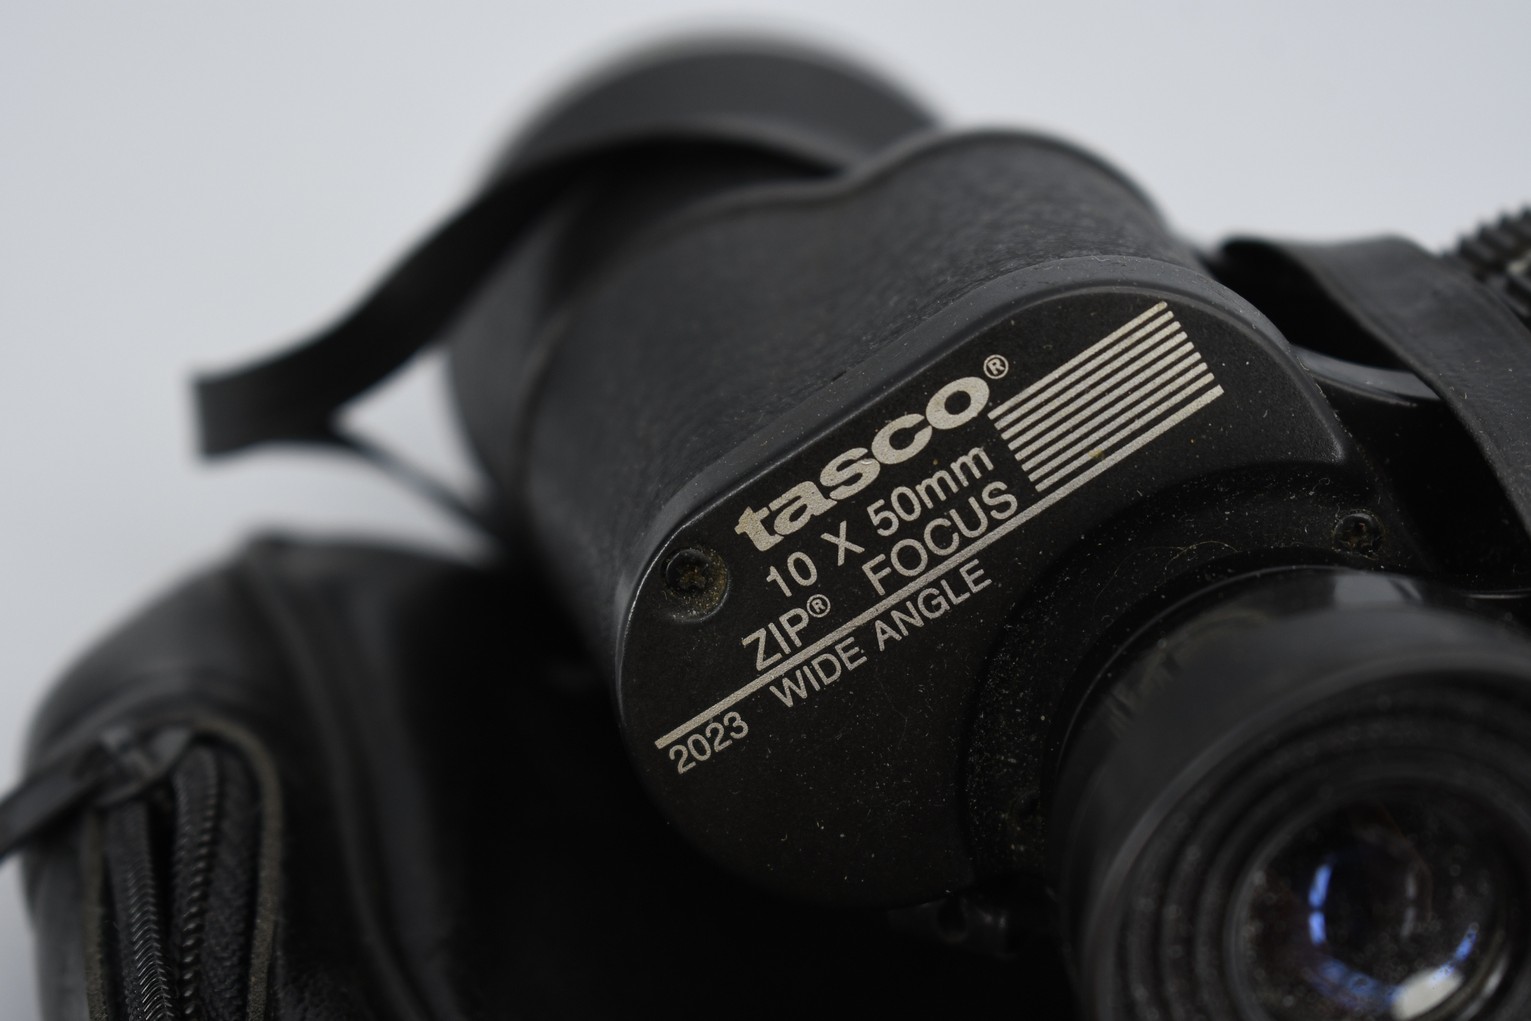 tasco®
10 X 50mm
ZIP® FOCUS
2023 WIDE ANGLE